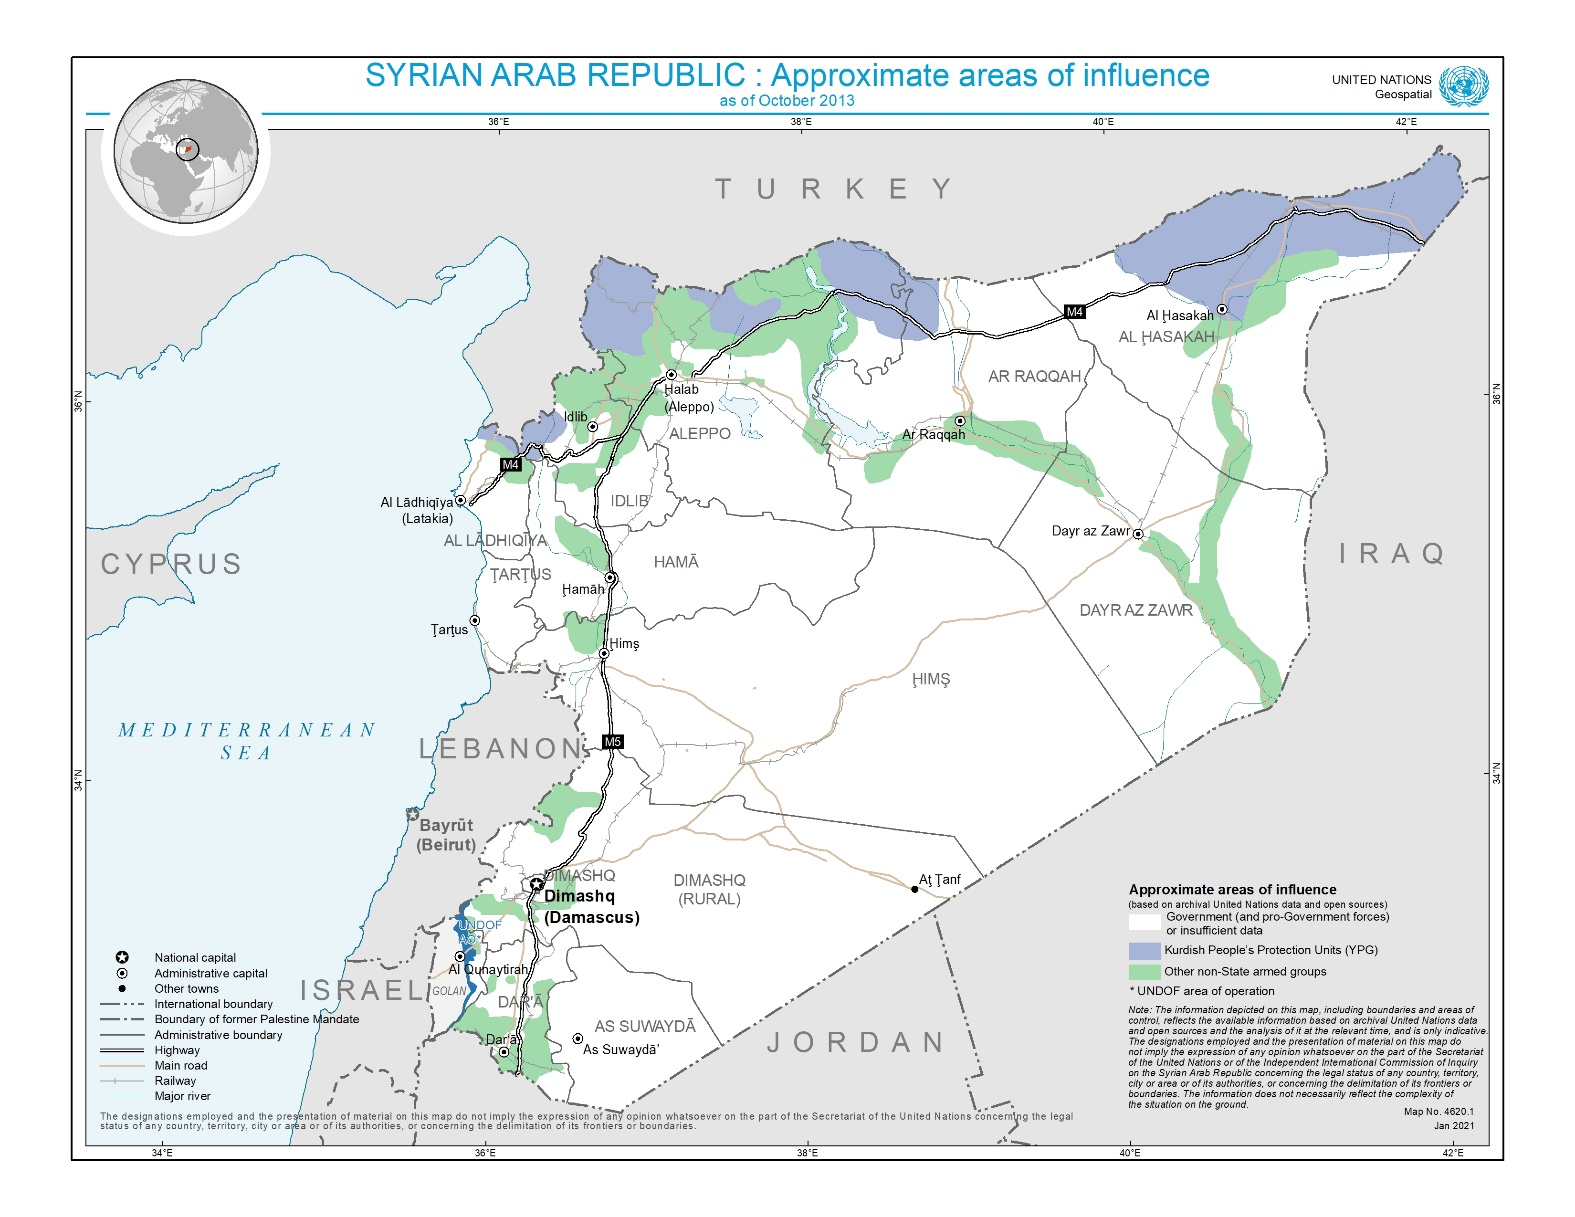 SYRIAN ARAB REPUBLIC : Approximate areas of influence
as of October 2013
UNITED NATIONS
Geospatial
36°E
38°E
40°E
42°E
TURKEY
36°N
36°N
M4
Al Ḩasakah
AL ḨASAKAH
AR RAQQAH
Ḩalab
(Aleppo)
Idlib
ALEPPO
Ar Raqqah
M4
Al Lādhiqīya
(Latakia)
IDLIB
Dayr az Zawr
AL LĀDHIQĪYA
CYPRUS
HAMĀ
IRAQ
ŢARŢUS
Ḩamāh
DAYR AZ ZAWR
Ţarţus
Ḩimş
ḨIMŞ
MEDITERRANEAN
SEA
LEBANON
M5
34°N
34°N
Bayrūt
(Beirut)
DIMASHQ
Dimashq
(Damascus)
DIMASHQ
(RURAL)
Aţ Ţanf
UNDOF
AO*
Al Qunaytirah
ISRAEL
GOLAN
DAR'Ā
AS SUWAYDĀ
Dar'ā
As Suwaydā'
JORDAN
National capital
Administrative capital
Other towns
International boundary
Boundary of former Palestine Mandate
Administrative boundary
Highway
Main road
Railway
Major river
The designations employed and the presentation of material on this map do not imply the expression of any opinion whatsoever on the part of the Secretariat of the United Nations concerning the legal
status of any country, territory, city or area or of its authorities, or concerning the delimitation of its frontiers or boundaries.
Approximate areas of influence
(based on archival United Nations data and open sources)
Government (and pro-Government forces)
or insufficient data
Kurdish People's Protection Units (YPG)
Other non-State armed groups
* UNDOF area of operation
Note: The information depicted on this map, including boundaries and areas of
control, reflects the available information based on archival United Nations data
and open sources and the analysis of it at the relevant time, and is only indicative.
The designations employed and the presentation of material on this map do
not imply the expression of any opinion whatsoever on the part of the Secretariat
of the United Nations or of the Independent International Commission of Inquiry
on the Syrian Arab Republic concerning the legal status of any country, territory,
city or area or of its authorities, or concerning the delimitation of its frontiers or
boundaries. The information does not necessarily reflect the complexity of
the situation on the ground.
Map No. 4620.1
Jan 2021
34°E
36°E
38°E
40°E
42°E